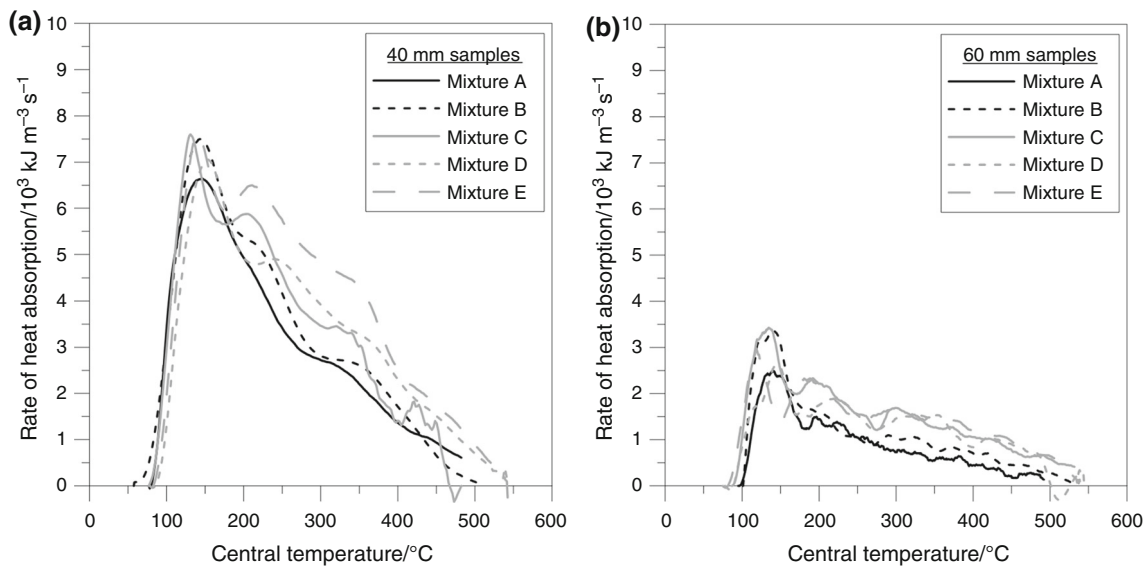 (a)
Rate of heat absorption/10³ kJ m⁻³ s⁻¹
10
9
8
7
6
5
4
3
2
1
0
0 100 200 300 400 500 600
Central temperature/°C
40 mm samples
Mixture A
Mixture B
Mixture C
Mixture D
Mixture E
(b)
Rate of heat absorption/10³ kJ m⁻³ s⁻¹
10
9
8
7
6
5
4
3
2
1
0
0 100 200 300 400 500 600
Central temperature/°C
60 mm samples
Mixture A
Mixture B
Mixture C
Mixture D
Mixture E